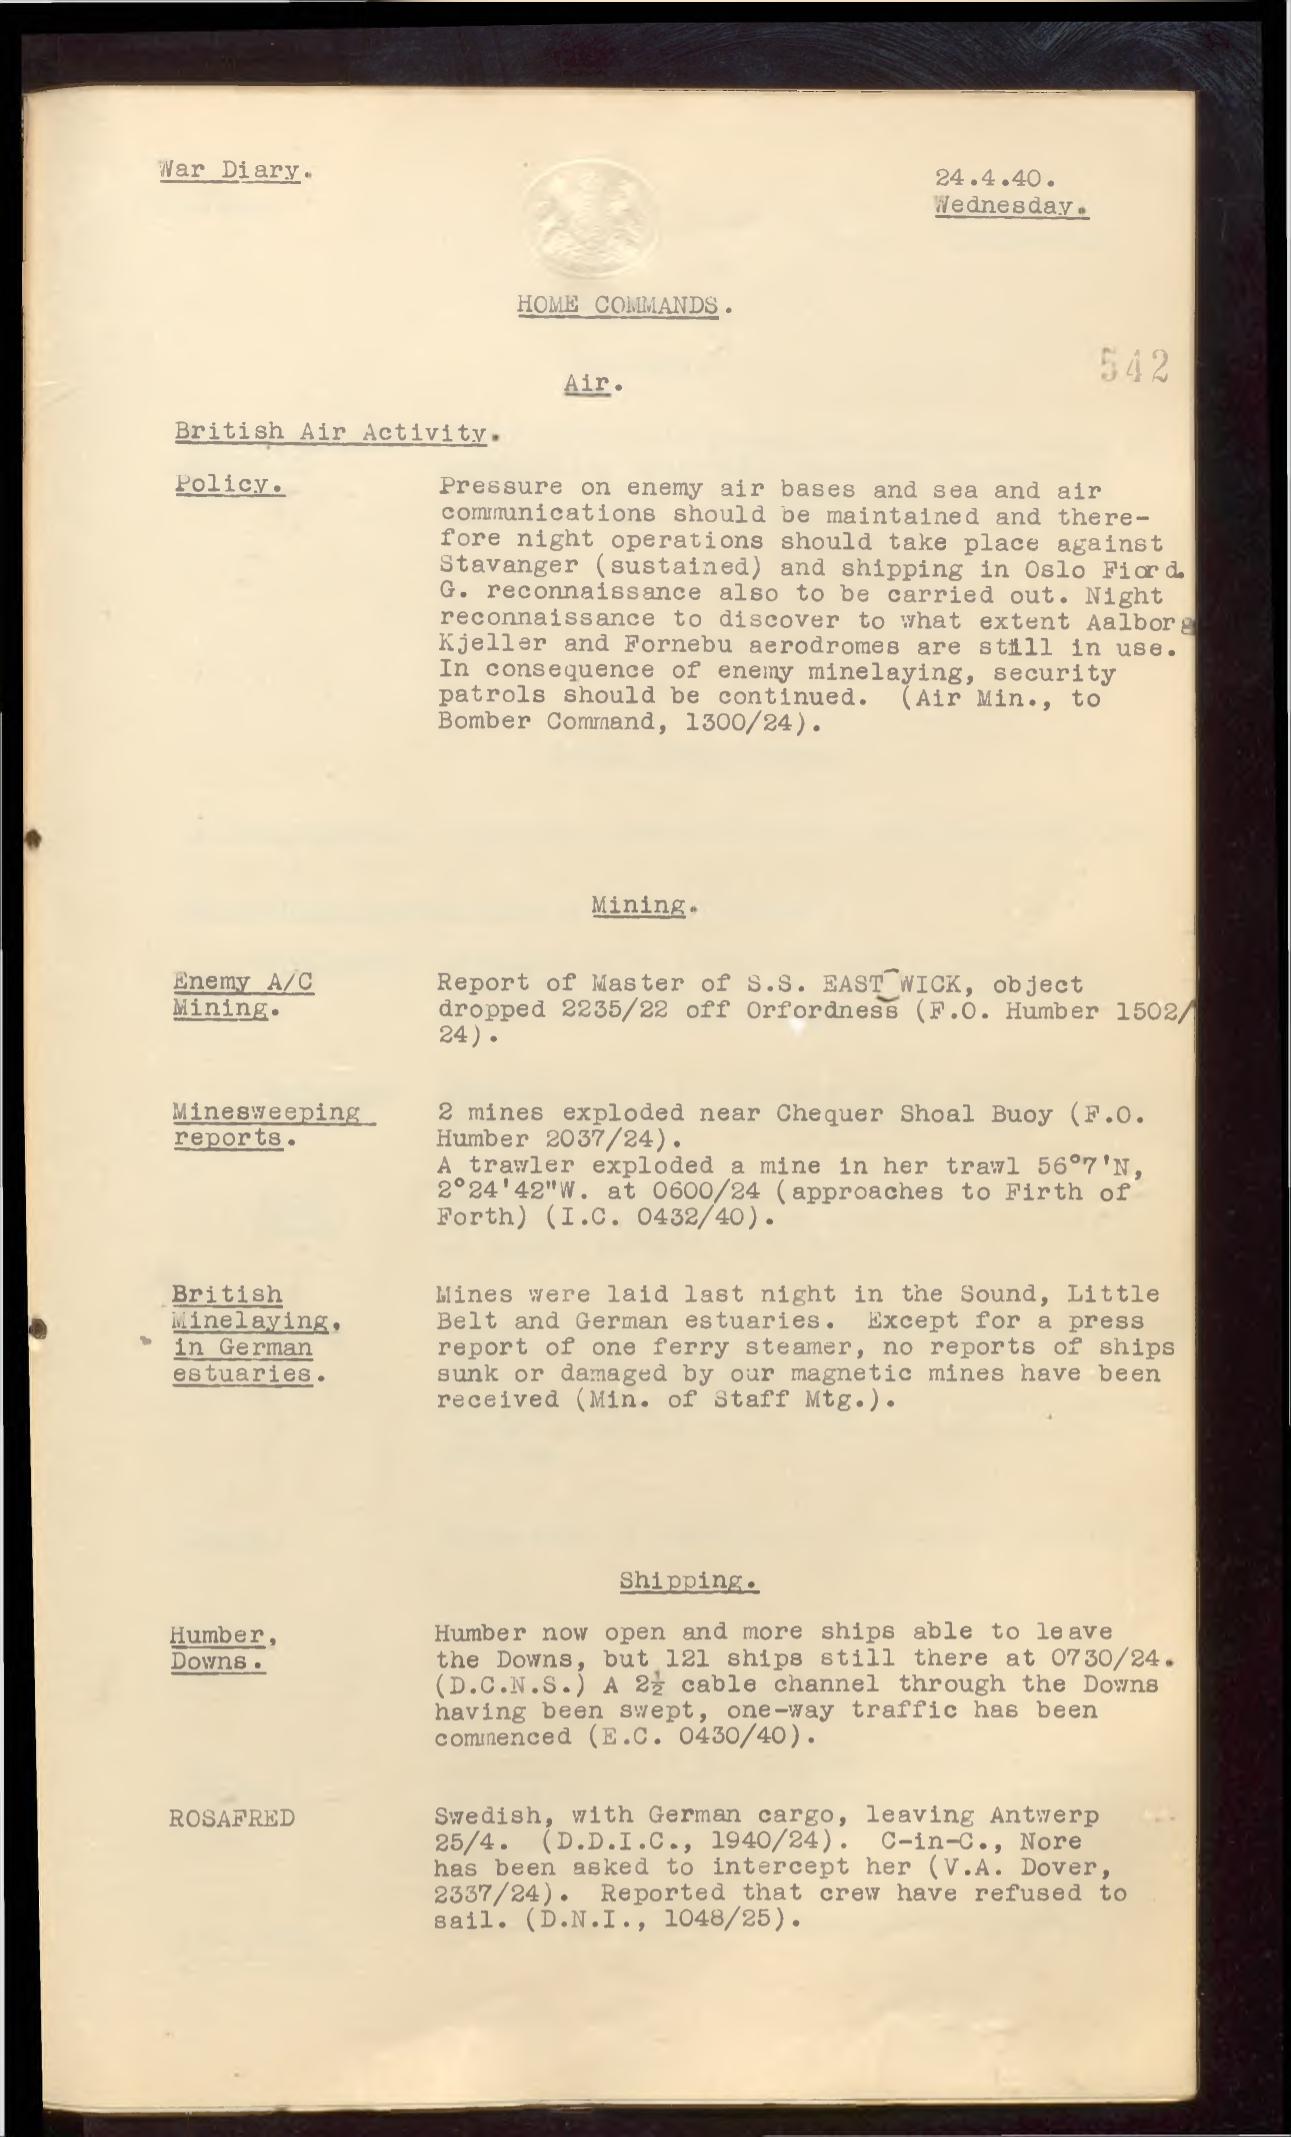 War Diary.
24.4.40.
Wednesday.
HOME COMMANDS.
542
Air.
British Air Activity.
Policy.
Pressure on enemy air bases and sea and air
communications should be maintained and there-
fore night operations should take place against
Stavanger (sustained) and shipping in Oslo Fiord.
G. reconnaissance also to be carried out. Night
reconnaissance to discover to what extent Aalborg
Kjeller and Fornebu aerodromes are still in use.
In consequence of enemy minelaying, security
patrols should be continued. (Air Min., to
Bomber Command, 1300/24).
Mining.
Enemy A/C
Mining.
Report of Master of S.S. EAST WICK, object
dropped 2235/22 off Orfordness (F.O. Humber 1502/
24).
Minesweeping
reports.
2 mines exploded near Chequer Shoal Buoy (F.O.
Humber 2037/24).
A trawler exploded a mine in her trawl 56°7'N,
2°24'42"W. at 0600/24 (approaches to Firth of
Forth) (I.C. 0432/40).
British
Minelaying,
in German
estuaries.
Mines were laid last night in the Sound, Little
Belt and German estuaries. Except for a press
report of one ferry steamer, no reports of ships
sunk or damaged by our magnetic mines have been
received (Min. of Staff Mtg.).
Shipping.
Humber,
Downs.
Humber now open and more ships able to leave
the Downs, but 121 ships still there at 0730/24.
(D.C.N.S.) A 2½ cable channel through the Downs
having been swept, one-way traffic has been
commenced (E.C. 0430/40).
ROSAFRED
Swedish, with German cargo, leaving Antwerp
25/4. (D.D.I.C., 1940/24). C-in-C., Nore
has been asked to intercept her (V.A. Dover,
2337/24). Reported that crew have refused to
sail. (D.N.I., 1048/25).